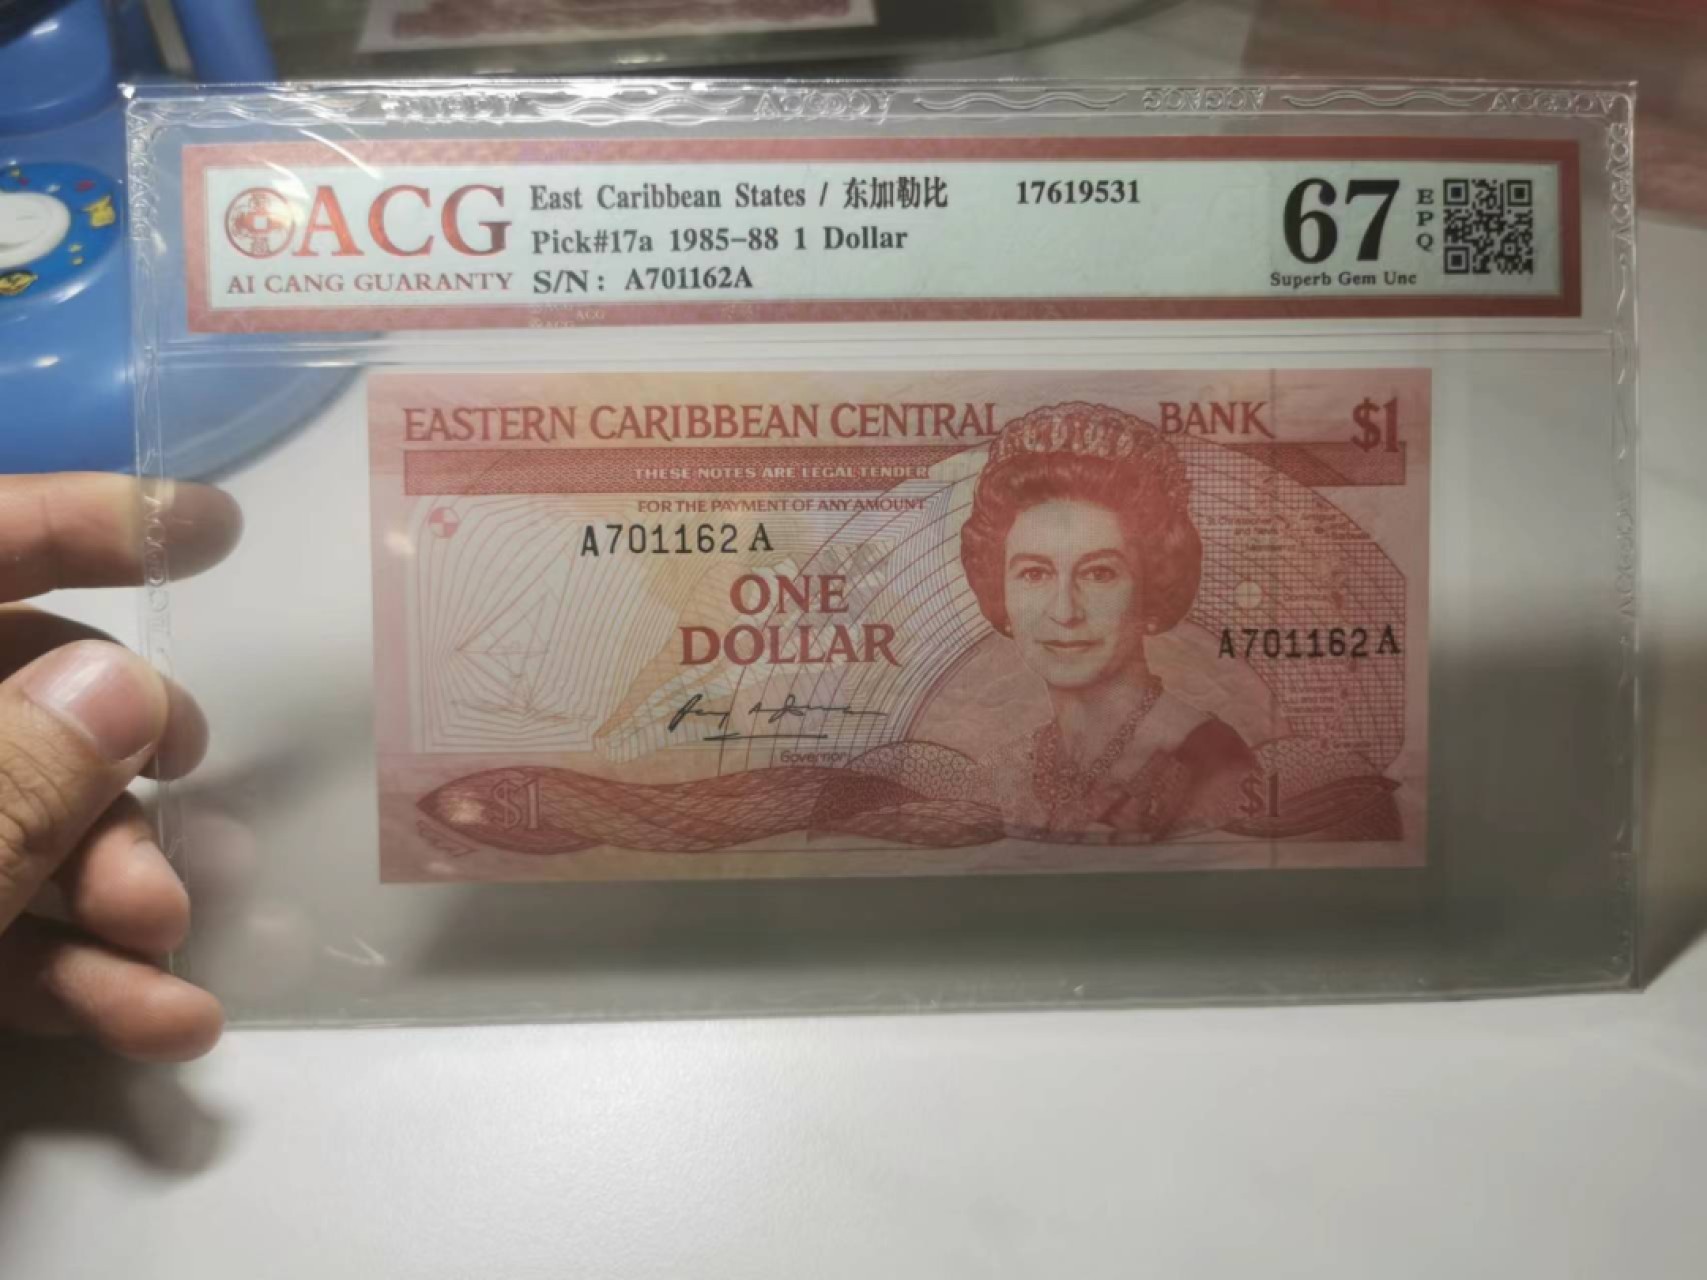 ACG
AI CANG GUARANTY
East Caribbean States / 东加勒比 17619531
Pick#17a 1985-88 1 Dollar
S/N: A701162A
67 EPQ
Superb Gem Unc
EASTERN CARIBBEAN CENTRAL BANK $1
THESE NOTES ARE LEGAL TENDER
FOR THE PAYMENT OF ANY AMOUNT
A701162 A
ONE
DOLLAR
A701162 A
Governor
$1 $1